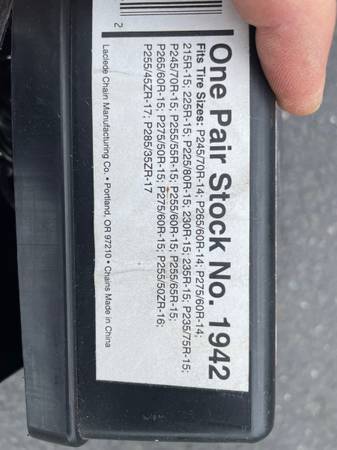 One Pair Stock No. 1942
Fits Tire Sizes: P245/70R-14; P265/60R-14; P275/60R-14;
215R-15; 225R-15; P225/80R-15; 230R-15; 235R-15; P235/75R-15;
P245/70R-15; P255/55R-15; P255/60R-15; P255/65R-15;
P265/60R-15; P275/50R-15; P275/60R-15; P255/50ZR-16;
P255/45ZR-17; P285/35ZR-17
Laclede Chain Manufacturing Co. • Portland, OR 97210 • Chains Made in China
2